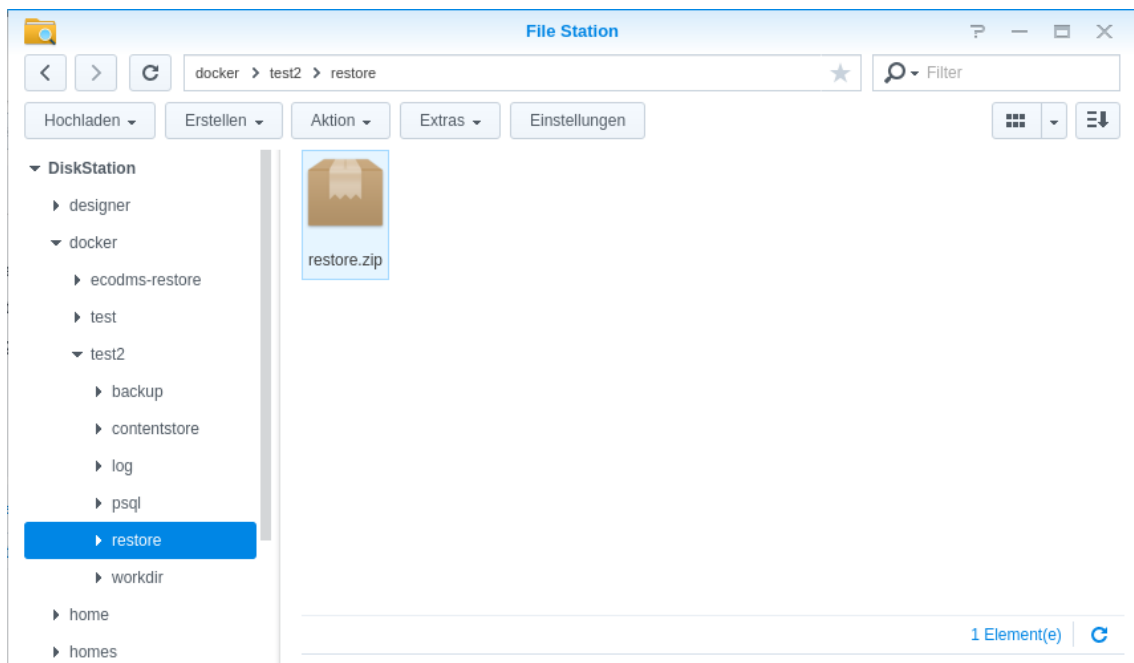 File Station
docker > test2 > restore
Filter
Hochladen Erstellen Aktion Extras Einstellungen
DiskStation
designer
docker
ecodms-restore
test
test2
backup
contentstore
log
psql
restore
workdir
home
homes
restore.zip
1 Element(e)